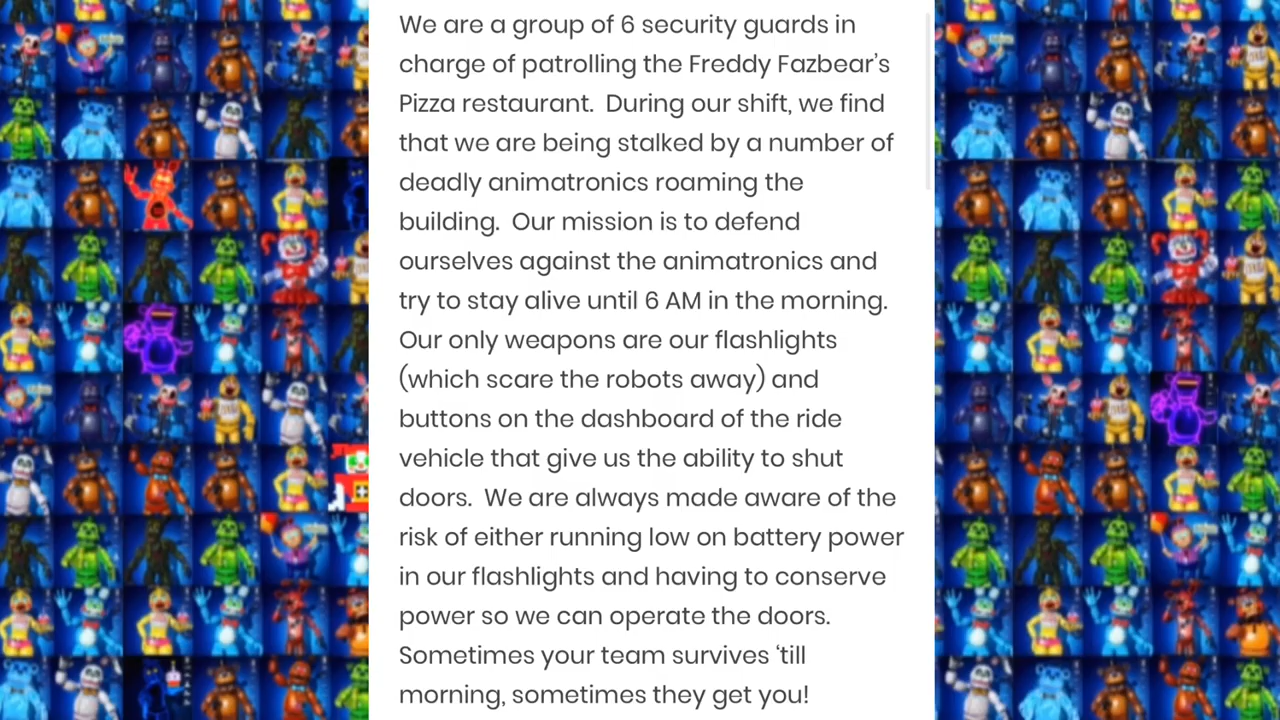 We are a group of 6 security guards in
charge of patrolling the Freddy Fazbear’s
Pizza restaurant.  During our shift, we find
that we are being stalked by a number of
deadly animatronics roaming the
building.  Our mission is to defend
ourselves against the animatronics and
try to stay alive until 6 AM in the morning.
Our only weapons are our flashlights
(which scare the robots away) and
buttons on the dashboard of the ride
vehicle that give us the ability to shut
doors.  We are always made aware of the
risk of either running low on battery power
in our flashlights and having to conserve
power so we can operate the doors.
Sometimes your team survives ‘till
morning, sometimes they get you!